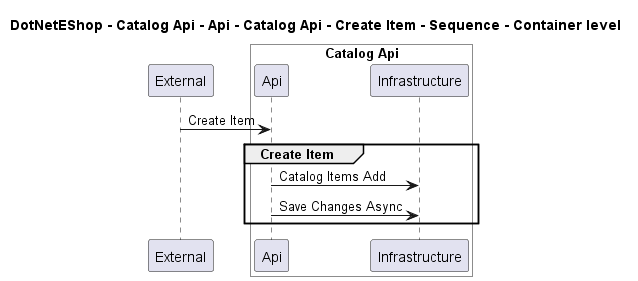 DotNetEShop - Catalog Api - Api - Catalog Api - Create Item - Sequence - Container level
Catalog Api
External
Api
Infrastructure
Create Item
Create Item
Catalog Items Add
Save Changes Async
External
Api
Infrastructure